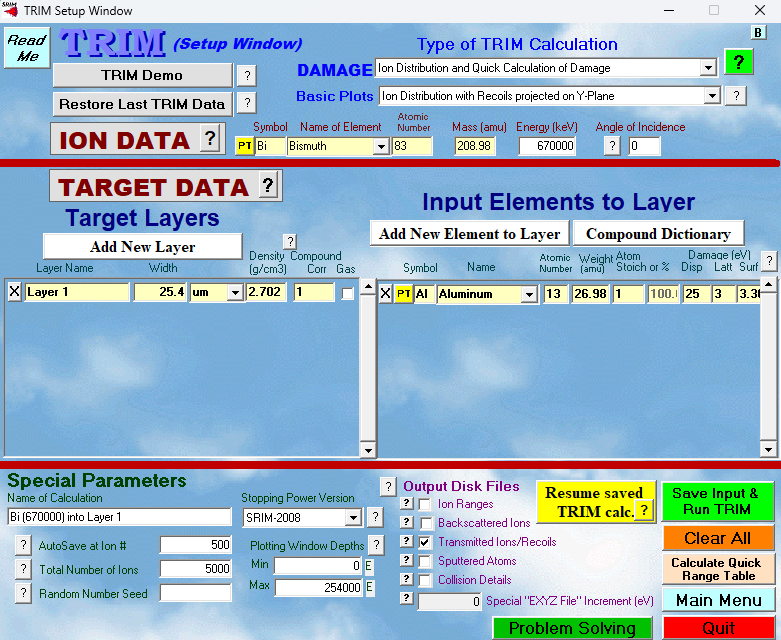 TRIM Setup Window
Read Me
TRIM (Setup Window)
Type of TRIM Calculation
B
TRIM Demo ?
DAMAGE Ion Distribution and Quick Calculation of Damage ?
Restore Last TRIM Data ?
Basic Plots Ion Distribution with Recoils projected on Y-Plane ?
ION DATA ?
Symbol Name of Element Atomic Number Mass (amu) Energy (keV) Angle of Incidence
PT Bi Bismuth 83 208.98 670000 ? 0
TARGET DATA ?
Target Layers
Input Elements to Layer
Add New Layer ?
Add New Element to Layer Compound Dictionary
Layer Name Width Density (g/cm3) Compound Corr Gas
Symbol Name Atomic Number Weight (amu) Atom Stoich or % Damage (eV) Disp Latt Surf ?
X Layer 1 25.4 um 2.702 1
X PT Al Aluminum 13 26.98 1 100. 25 3 3.36
Special Parameters
Name of Calculation
Bi (670000) into Layer 1
Stopping Power Version ?
SRIM-2008 ?
? AutoSave at Ion # 500
? Total Number of Ions 5000
? Random Number Seed
Plotting Window Depths ?
Min 0 E
Max 254000 E
Output Disk Files
? Ion Ranges
? Backscattered Ions
? Transmitted Ions/Recoils
? Sputtered Atoms
? Collision Details
? 0 Special "EXYZ File" Increment (eV)
Resume saved
TRIM calc. ?
Save Input &
Run TRIM
Clear All
Calculate Quick
Range Table
Main Menu
Problem Solving
Quit